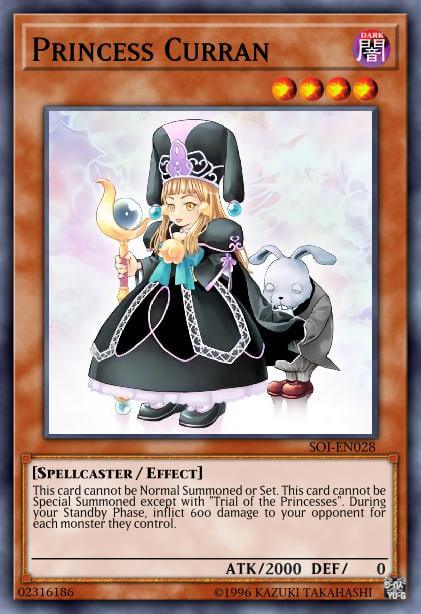 PRINCESS CURRAN
DARK
闇
SOI-EN028
[SPELLCASTER / EFFECT]
This card cannot be Normal Summoned or Set. This card cannot be
Special Summoned except with "Trial of the Princesses". During
your Standby Phase, inflict 600 damage to your opponent for
each monster they control.
ATK/2000 DEF/ 0
02316186
©1996 KAZUKI TAKAHASHI